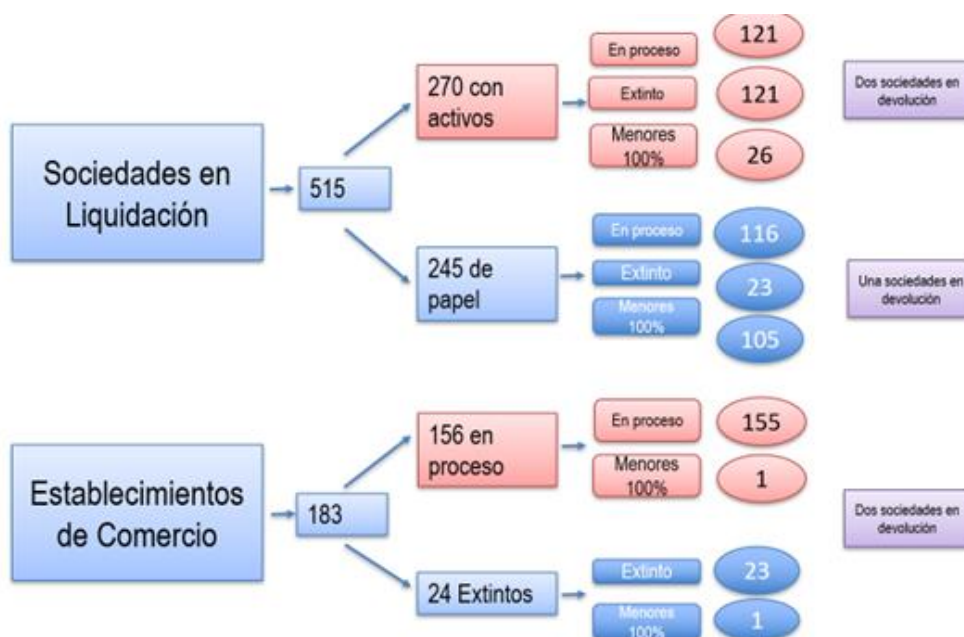 Sociedades en
Liquidación
515
270 con
activos
En proceso
121
Extinto
121
Menores
100%
26
Dos sociedades en
devolución
245 de
papel
En proceso
116
Extinto
23
Menores
100%
105
Una sociedades en
devolución
Establecimientos
de Comercio
183
156 en
proceso
En proceso
155
Menores
100%
1
Dos sociedades en
devolución
24 Extintos
Extinto
23
Menores
100%
1